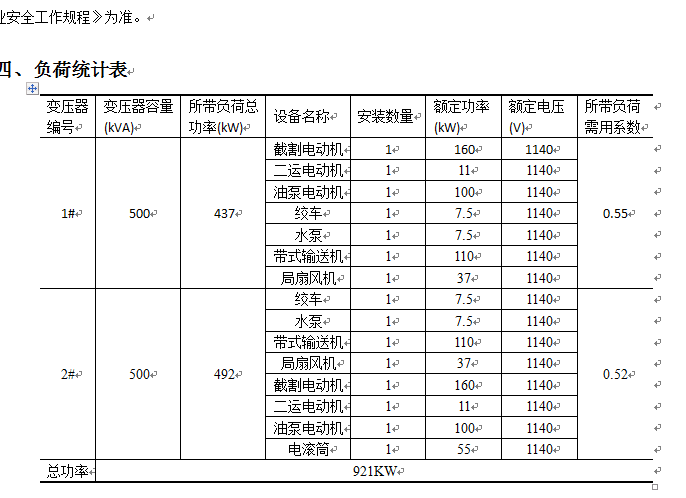 业安全工作规程》为准。
四、负荷统计表
变压器编号 变压器容量(kVA) 所带负荷总功率(kW) 设备名称 安装数量 额定功率(kW) 额定电压(V) 所带负荷需用系数
1# 500 437 截割电动机 1 160 1140 0.55
二运电动机 1 11 1140
油泵电动机 1 100 1140
绞车 1 7.5 1140
水泵 1 7.5 1140
带式输送机 1 110 1140
局扇风机 1 37 1140
2# 500 492 绞车 1 7.5 1140 0.52
水泵 1 7.5 1140
带式输送机 1 110 1140
局扇风机 1 37 1140
截割电动机 1 160 1140
二运电动机 1 11 1140
油泵电动机 1 100 1140
电滚筒 1 55 1140
总功率 921KW